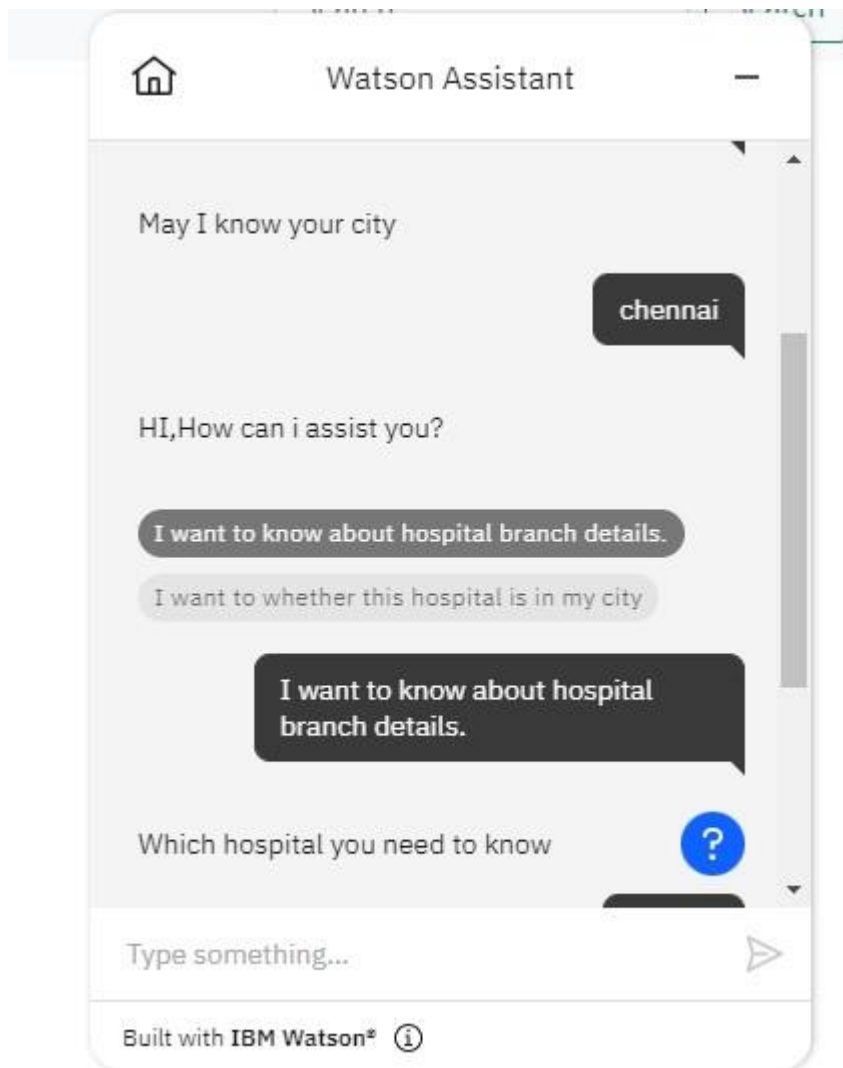 Watson Assistant
May I know your city
chennai
HI,How can i assist you?
I want to know about hospital branch details.
I want to whether this hospital is in my city
I want to know about hospital
branch details.
Which hospital you need to know
?
Type something...
Built with IBM Watson®